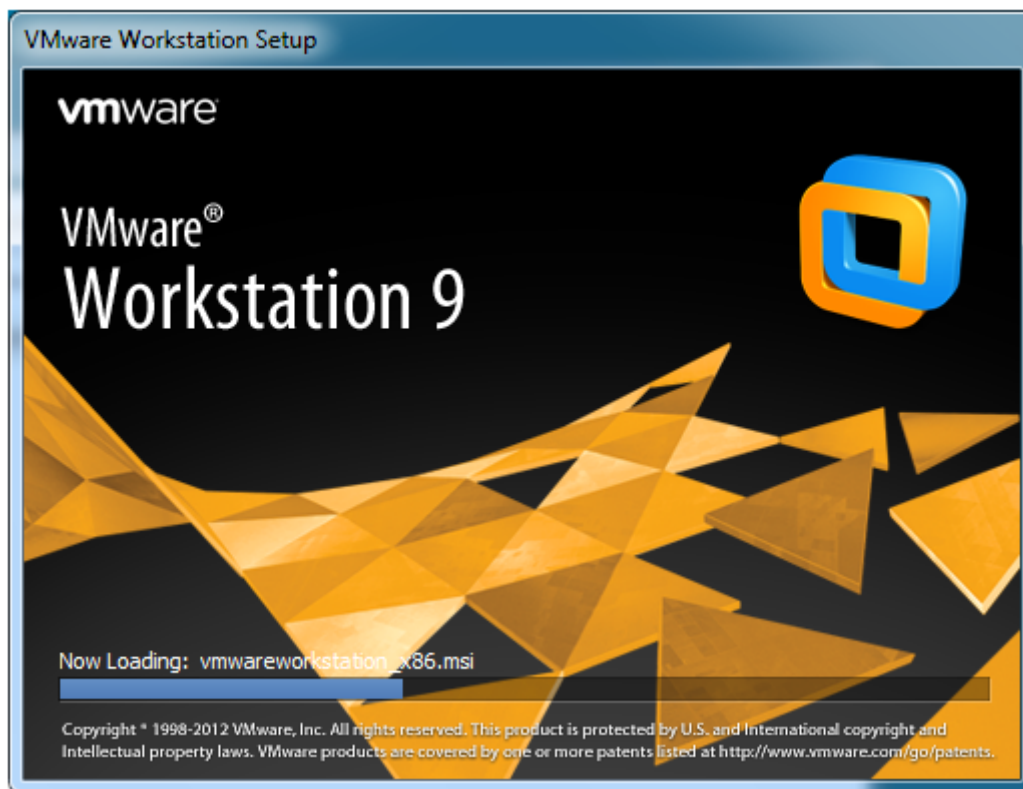 VMware Workstation Setup
vmware
VMware®
Workstation 9
Now Loading: vmwareworkstation_x86.msi
Copyright © 1998-2012 VMware, Inc. All rights reserved. This product is protected by U.S. and International copyright and
Intellectual property laws. VMware products are covered by one or more patents listed at http://www.vmware.com/go/patents.